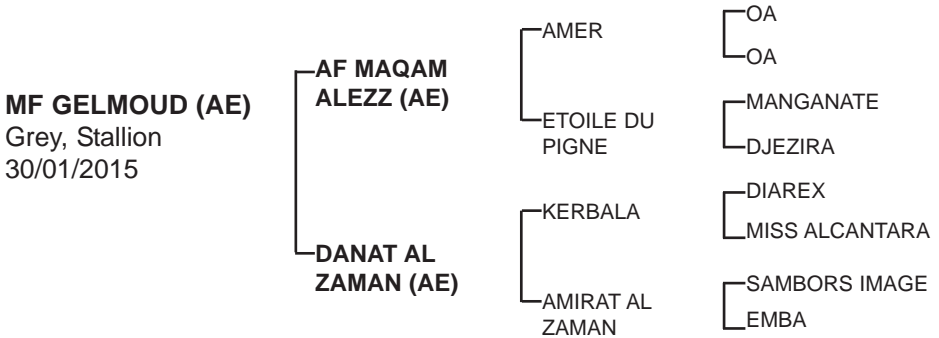 MF GELMOUD (AE)
Grey, Stallion
30/01/2015
AF MAQAM
ALEZZ (AE)
DANAT AL
ZAMAN (AE)
AMER
ETOILE DU
PIGNE
KERBALA
AMIRAT AL
ZAMAN
OA
OA
MANGANATE
DJEZIRA
DIAREX
MISS ALCANTARA
SAMBORS IMAGE
EMBA